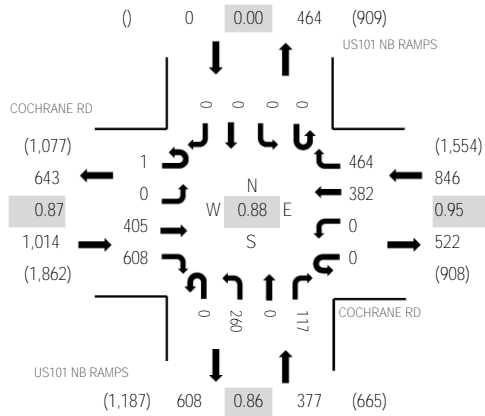 () 0 0.00 464 (909)
US101 NB RAMPS
COCHRANE RD
0 0 0 0
(1,077) (1,554)
643 1 464 846
0 382
N
0.87 W 0.88 E 0.95
S
1,014 405 0 522
(1,862) 608 0 (908)
0 260 0 117
COCHRANE RD
US101 NB RAMPS
(1,187) 608 0.86 377 (665)